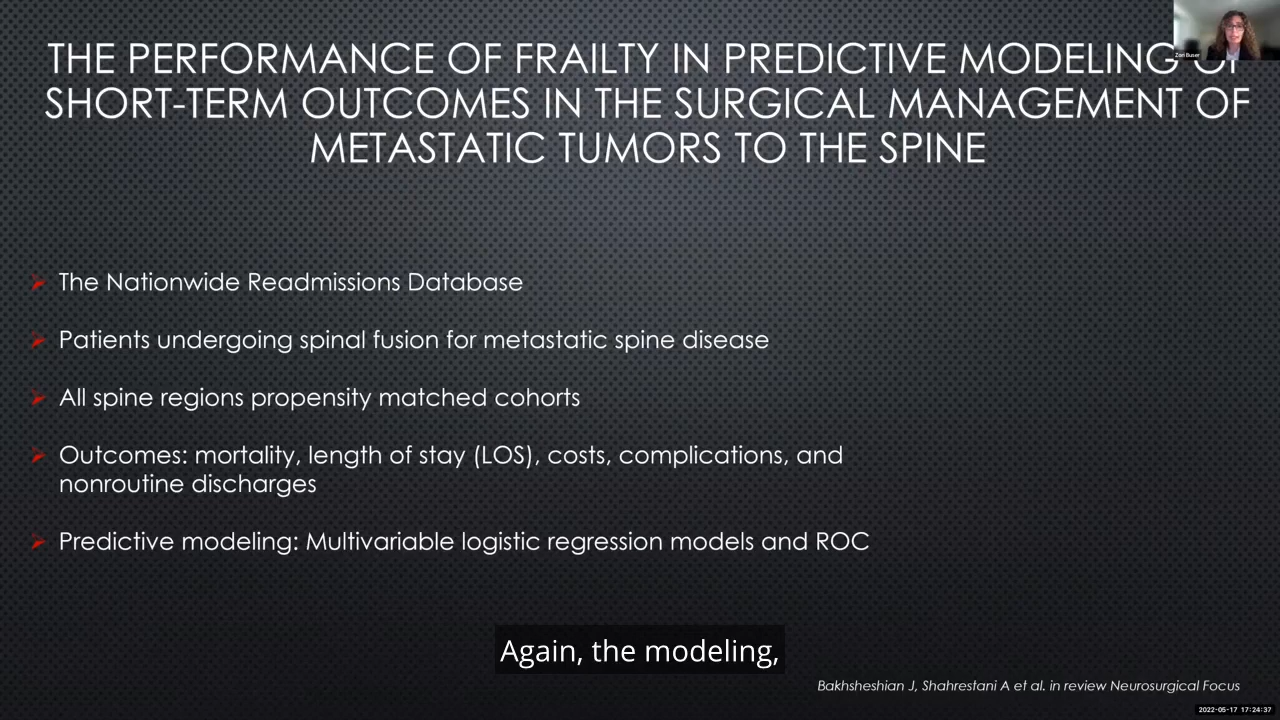 THE PERFORMANCE OF FRAILTY IN PREDICTIVE MODELING OF
SHORT-TERM OUTCOMES IN THE SURGICAL MANAGEMENT OF
METASTATIC TUMORS TO THE SPINE
Zori Buser
The Nationwide Readmissions Database
Patients undergoing spinal fusion for metastatic spine disease
All spine regions propensity matched cohorts
Outcomes: mortality, length of stay (LOS), costs, complications, and
nonroutine discharges
Predictive modeling: Multivariable logistic regression models and ROC
Again, the modeling,
Bakhsheshian J, Shahrestani A et al. in review Neurosurgical Focus
2022-05-17 17:24:37